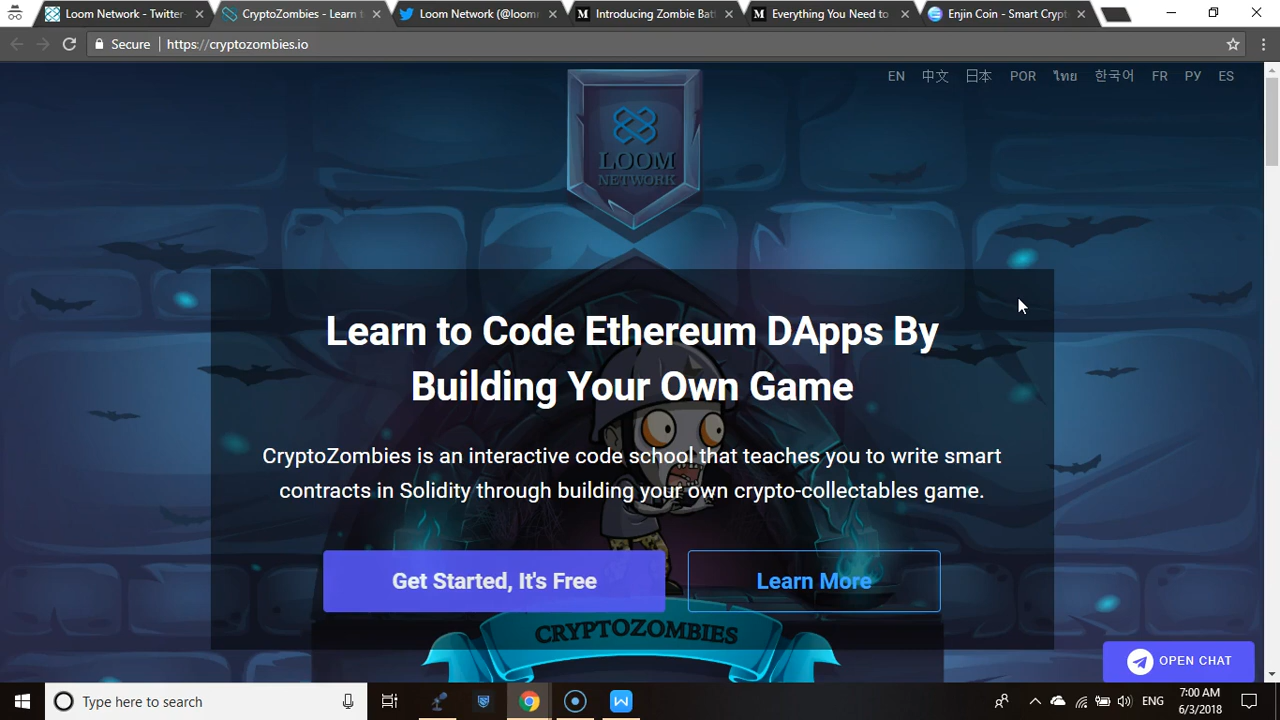 Loom Network - Twitter
CryptoZombies - Learn t
Loom Network (@loomn
Introducing Zombie Batt
Everything You Need to
Enjin Coin - Smart Crypt
Secure
https://cryptozombies.io
EN 中文 日本 POR ไทย 한국어 FR РУ ES
LOOM
NETWORK
Learn to Code Ethereum DApps By
Building Your Own Game
CryptoZombies is an interactive code school that teaches you to write smart
contracts in Solidity through building your own crypto-collectables game.
Get Started, It's Free
Learn More
CRYPTOZOMBIES
OPEN CHAT
Type here to search
ENG
7:00 AM
6/3/2018